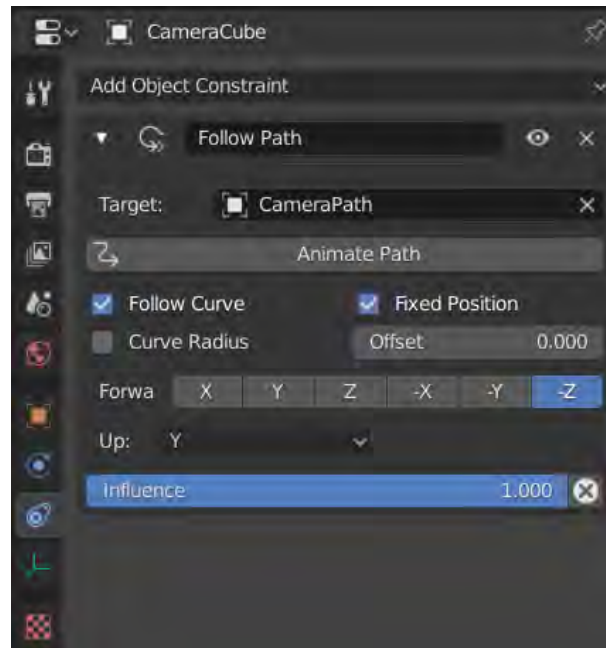 CameraCube
Add Object Constraint
Follow Path
Target: CameraPath
Animate Path
Follow Curve Fixed Position
Curve Radius Offset 0.000
Forwa X Y Z -X -Y -Z
Up: Y
Influence 1.000